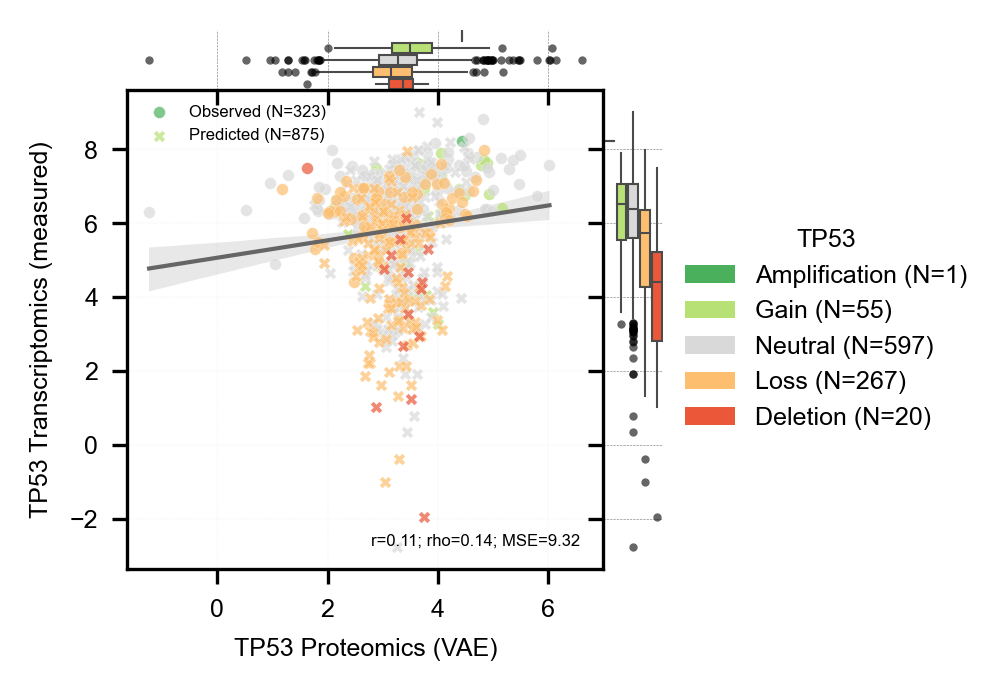 Observed (N=323)
Predicted (N=875)
8
6
4
2
0
−2
TP53 Transcriptomics (measured)
r=0.11; rho=0.14; MSE=9.32
0 2 4 6
TP53 Proteomics (VAE)
TP53
Amplification (N=1)
Gain (N=55)
Neutral (N=597)
Loss (N=267)
Deletion (N=20)